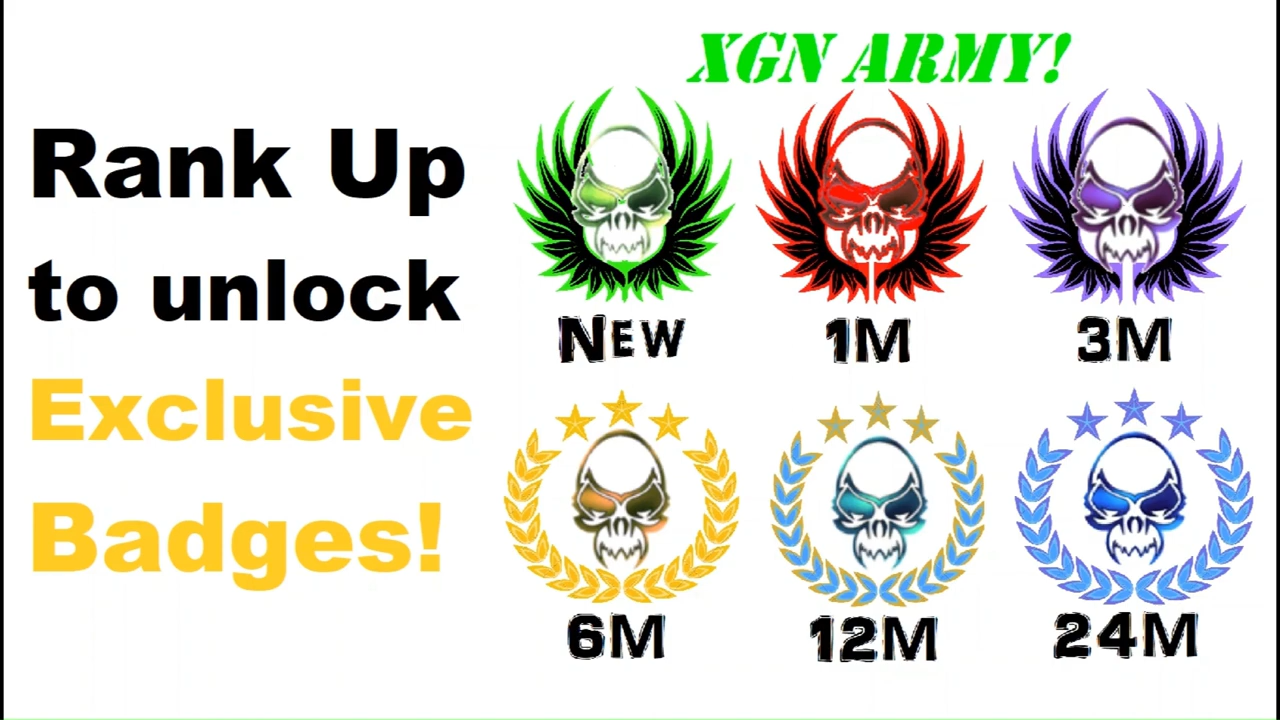 Rank Up
to unlock
Exclusive
Badges!
XGN ARMY!
NEW
1M
3M
6M
12M
24M